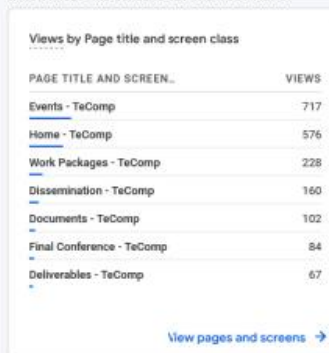 Views by Page title and screen class
PAGE TITLE AND SCREEN... VIEWS
Events - TeComp 717
Home - TeComp 576
Work Packages - TeComp 228
Dissemination - TeComp 160
Documents - TeComp 102
Final Conference - TeComp 84
Deliverables - TeComp 67
View pages and screens →